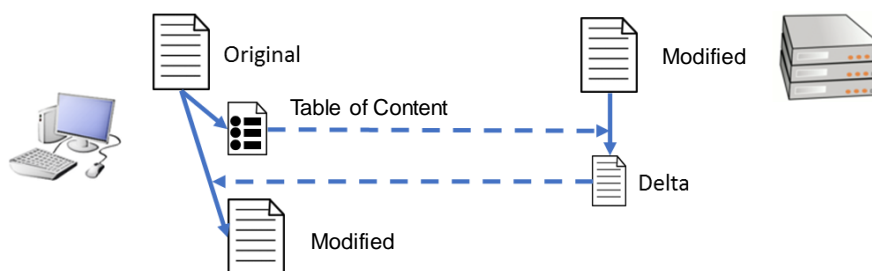 Original
Modified
Table of Content
Delta
Modified